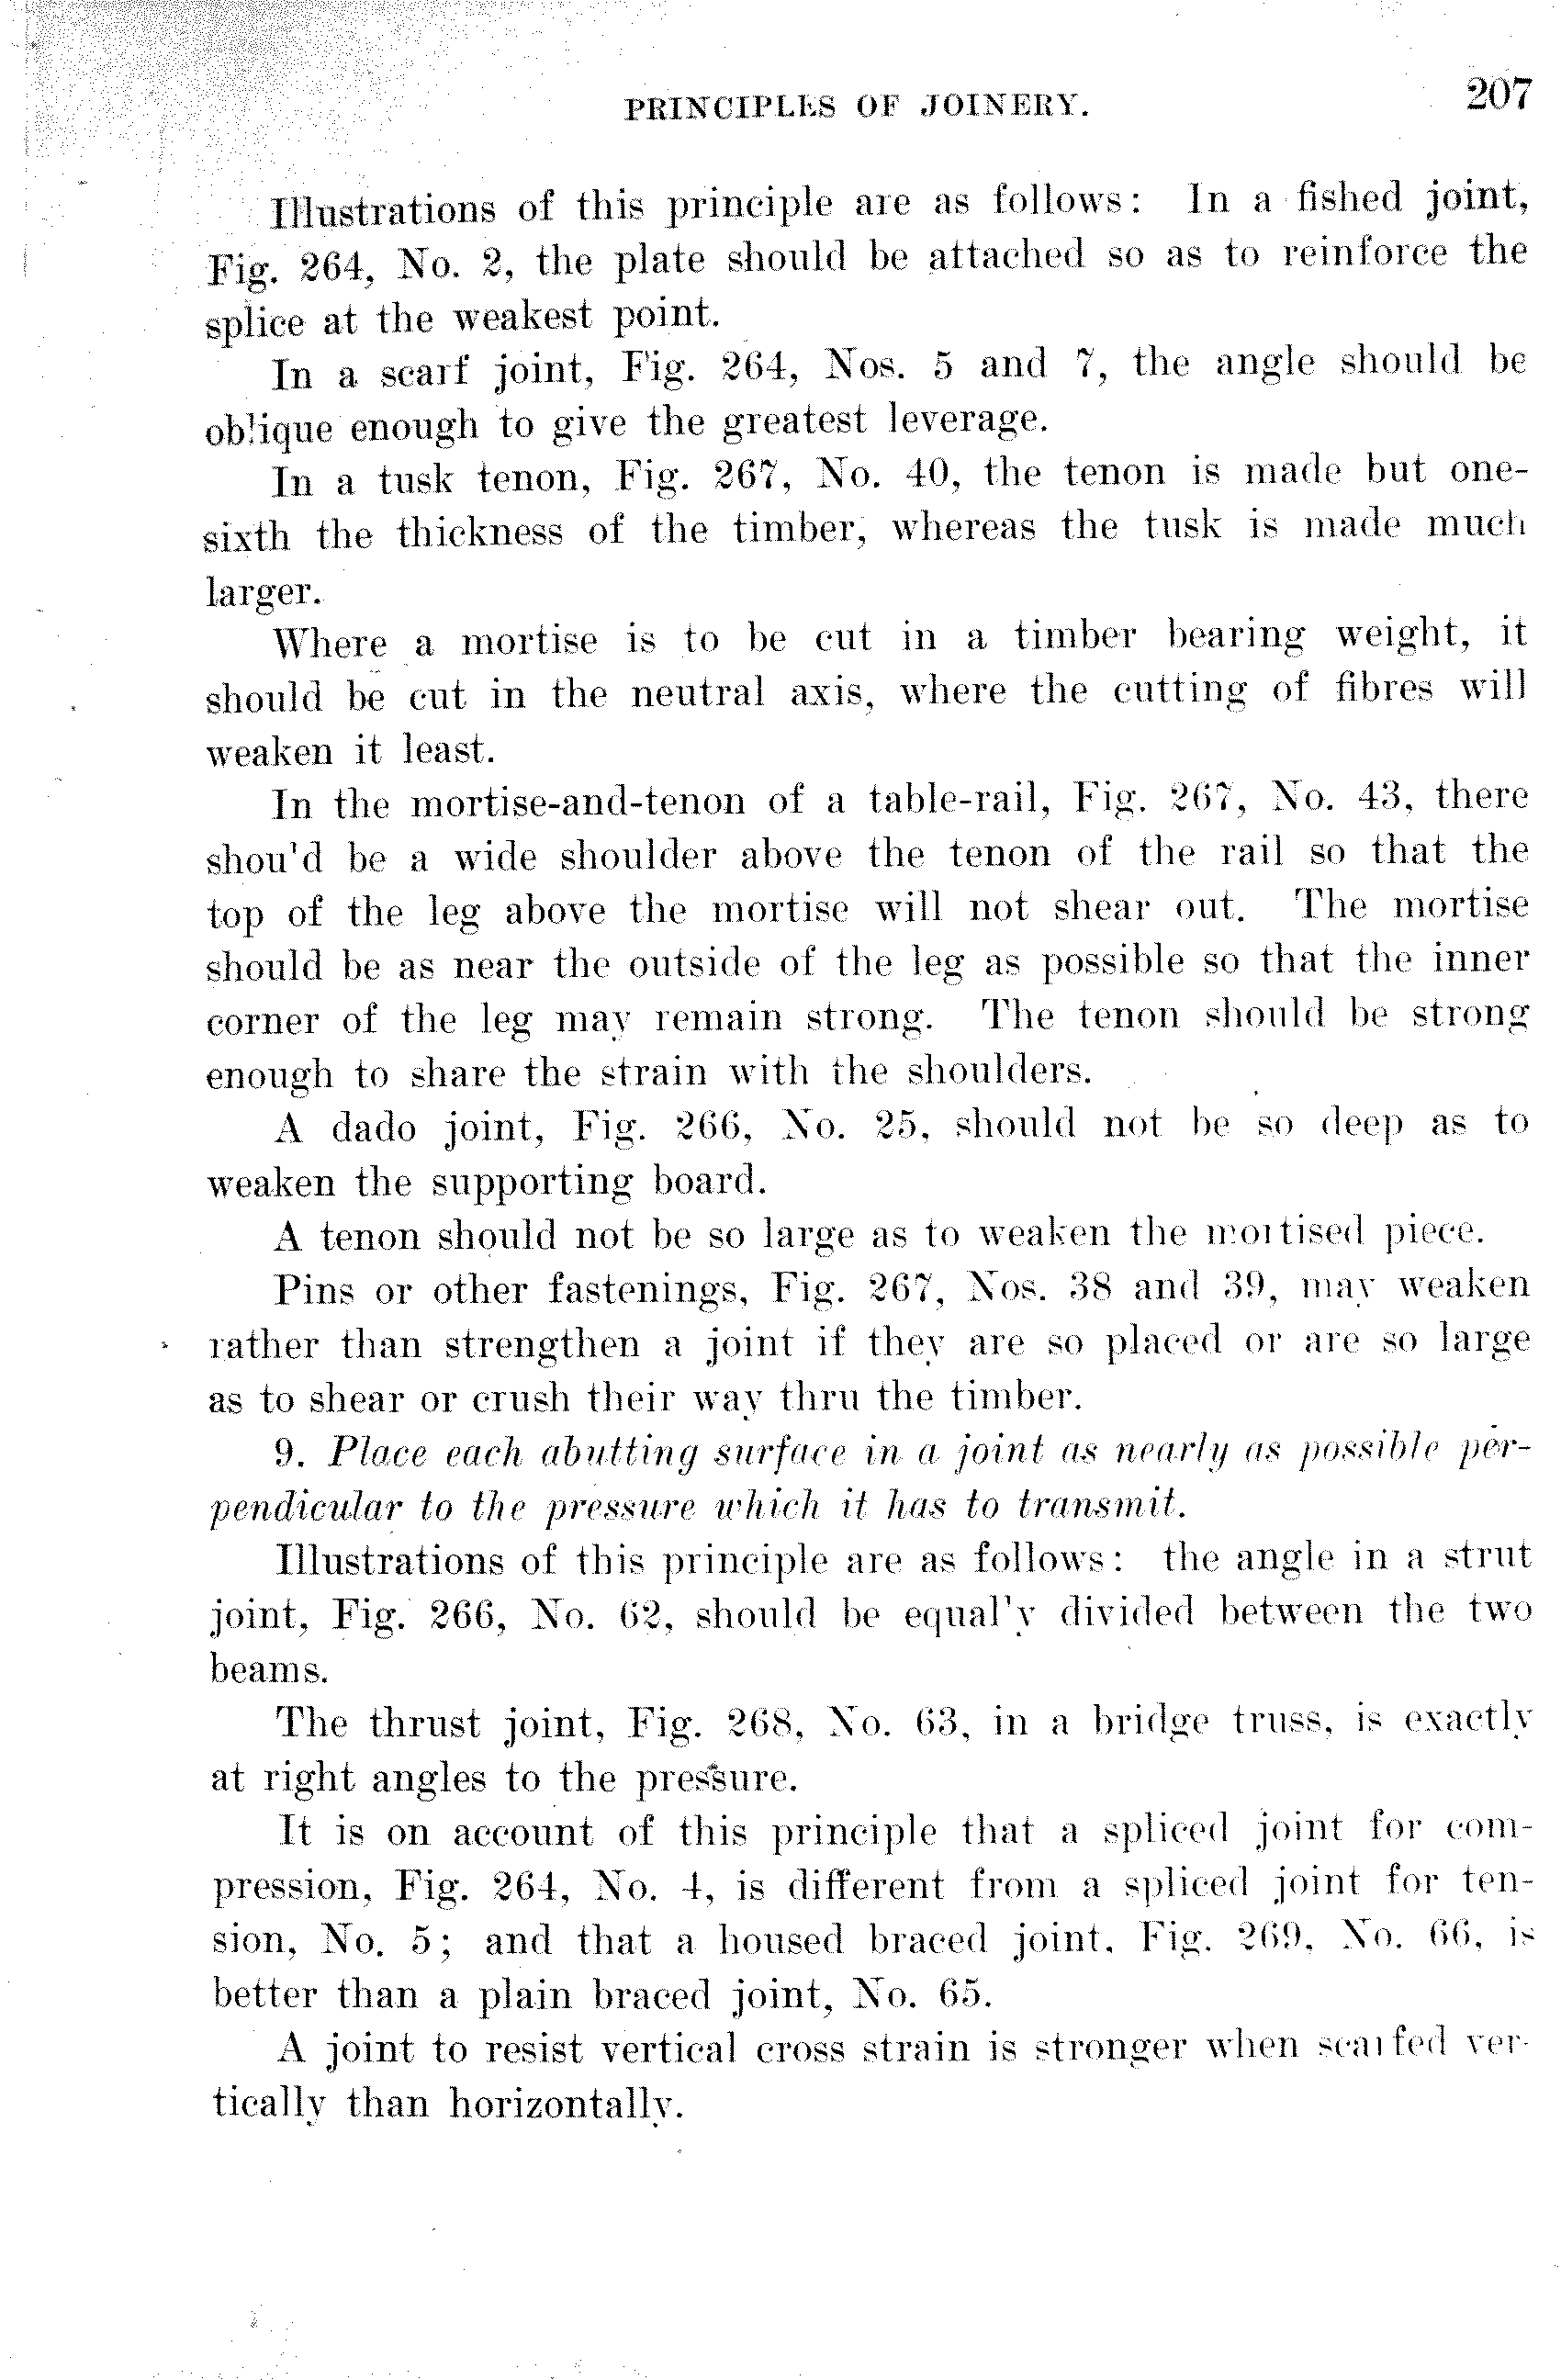 PRINCIPLES OF JOINERY. 207
Illustrations of this principle are as follows: In a fished joint,
Fig. 264, No. 2, the plate should be attached so as to reinforce the
splice at the weakest point.
In a scarf joint, Fig. 264, Nos. 5 and 7, the angle should be
oblique enough to give the greatest leverage.
In a tusk tenon, Fig. 267, No. 40, the tenon is made but one-
sixth the thickness of the timber, whereas the tusk is made much
larger.
Where a mortise is to be cut in a timber bearing weight, it
should be cut in the neutral axis, where the cutting of fibres will
weaken it least.
In the mortise-and-tenon of a table-rail, Fig. 267, No. 43, there
should be a wide shoulder above the tenon of the rail so that the
top of the leg above the mortise will not shear out. The mortise
should be as near the outside of the leg as possible so that the inner
corner of the leg may remain strong. The tenon should be strong
enough to share the strain with the shoulders.
A dado joint, Fig. 266, No. 25, should not be so deep as to
weaken the supporting board.
A tenon should not be so large as to weaken the mortised piece.
Pins or other fastenings, Fig. 267, Nos. 38 and 39, may weaken
rather than strengthen a joint if they are so placed or are so large
as to shear or crush their way thru the timber.
9. Place each abutting surface in a joint as nearly as possible per-
pendicular to the pressure which it has to transmit.
Illustrations of this principle are as follows: the angle in a strut
joint, Fig. 266, No. 62, should be equally divided between the two
beams.
The thrust joint, Fig. 268, No. 63, in a bridge truss, is exactly
at right angles to the pressure.
It is on account of this principle that a spliced joint for com-
pression, Fig. 264, No. 4, is different from a spliced joint for ten-
sion, No. 5; and that a housed braced joint, Fig. 269, No. 66, is
better than a plain braced joint, No. 65.
A joint to resist vertical cross strain is stronger when scarfed ver-
tically than horizontally.